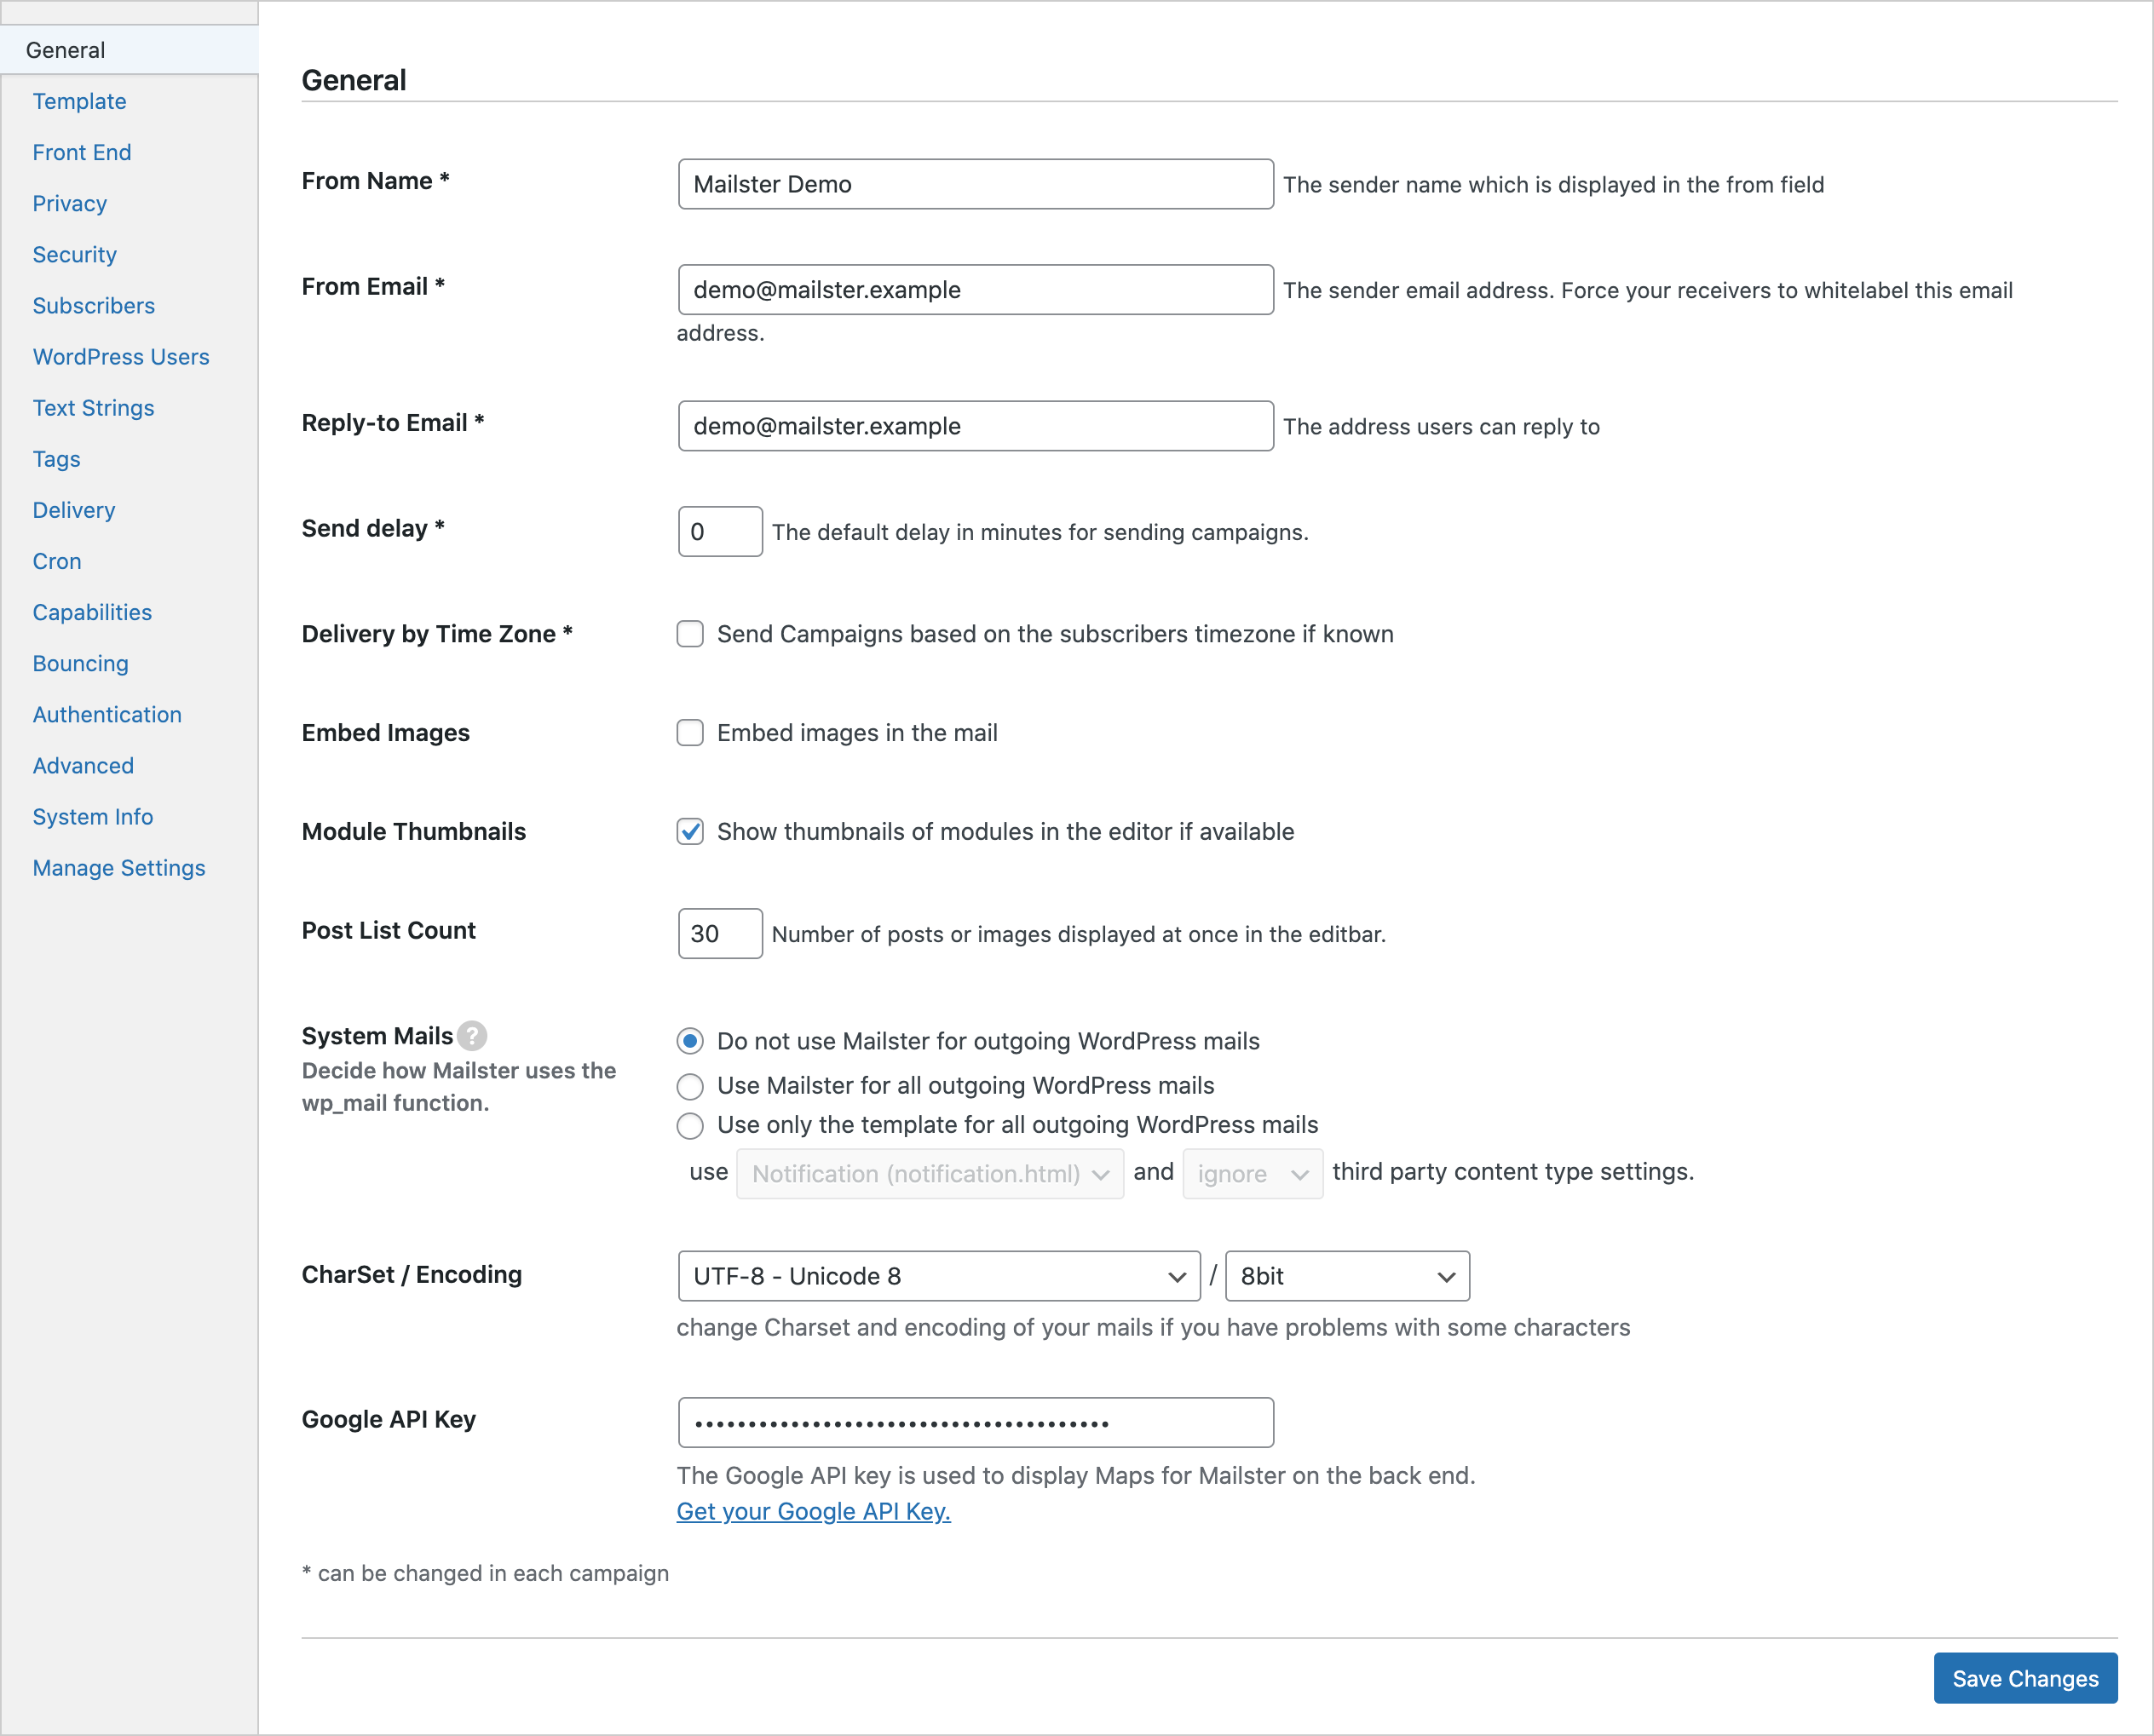 General
Template
Front End
Privacy
Security
Subscribers
WordPress Users
Text Strings
Tags
Delivery
Cron
Capabilities
Bouncing
Authentication
Advanced
System Info
Manage Settings
General
From Name *
Mailster Demo The sender name which is displayed in the from field
From Email *
demo@mailster.example The sender email address. Force your receivers to whitelabel this email
address.
Reply-to Email *
demo@mailster.example The address users can reply to
Send delay *
0 The default delay in minutes for sending campaigns.
Delivery by Time Zone *
Send Campaigns based on the subscribers timezone if known
Embed Images
Embed images in the mail
Module Thumbnails
Show thumbnails of modules in the editor if available
Post List Count
30 Number of posts or images displayed at once in the editbar.
System Mails ?
Decide how Mailster uses the
wp_mail function.
Do not use Mailster for outgoing WordPress mails
Use Mailster for all outgoing WordPress mails
Use only the template for all outgoing WordPress mails
use Notification (notification.html) and ignore third party content type settings.
CharSet / Encoding
UTF-8 - Unicode 8 / 8bit
change Charset and encoding of your mails if you have problems with some characters
Google API Key
•••••••••••••••••••••••••••••••••••••••
The Google API key is used to display Maps for Mailster on the back end.
Get your Google API Key.
* can be changed in each campaign
Save Changes